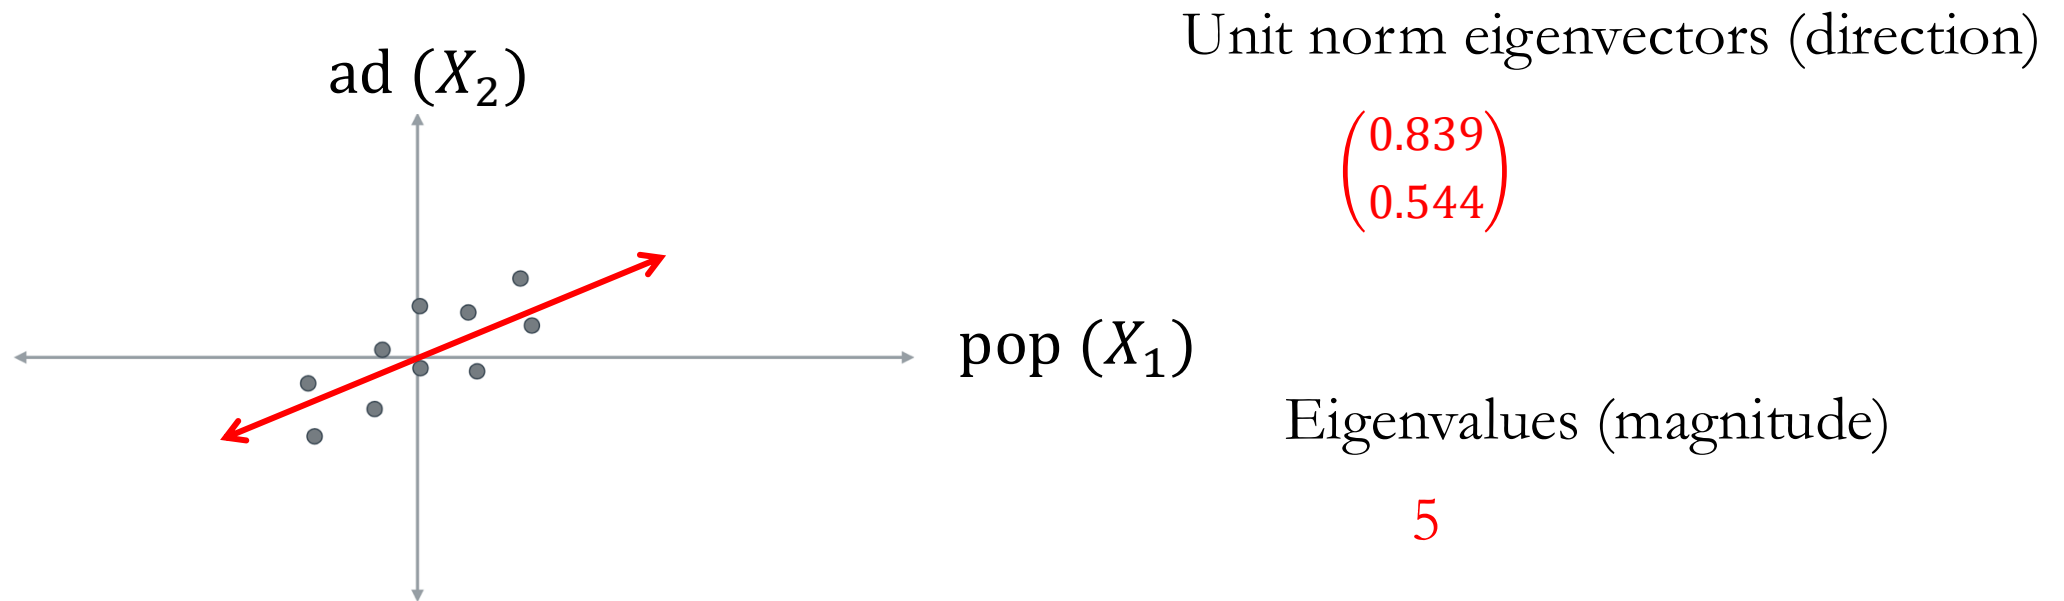 Unit norm eigenvectors (direction)
ad (𝑋₂)
0.839
0.544
pop (𝑋₁)
Eigenvalues (magnitude)
5